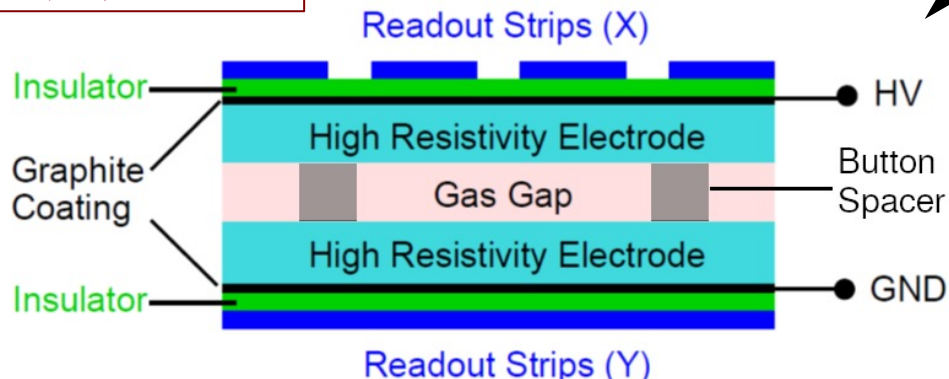 Readout Strips (X)
Insulator
HV
High Resistivity Electrode
Graphite
Coating
Gas Gap
Button
Spacer
High Resistivity Electrode
Insulator
GND
Readout Strips (Y)